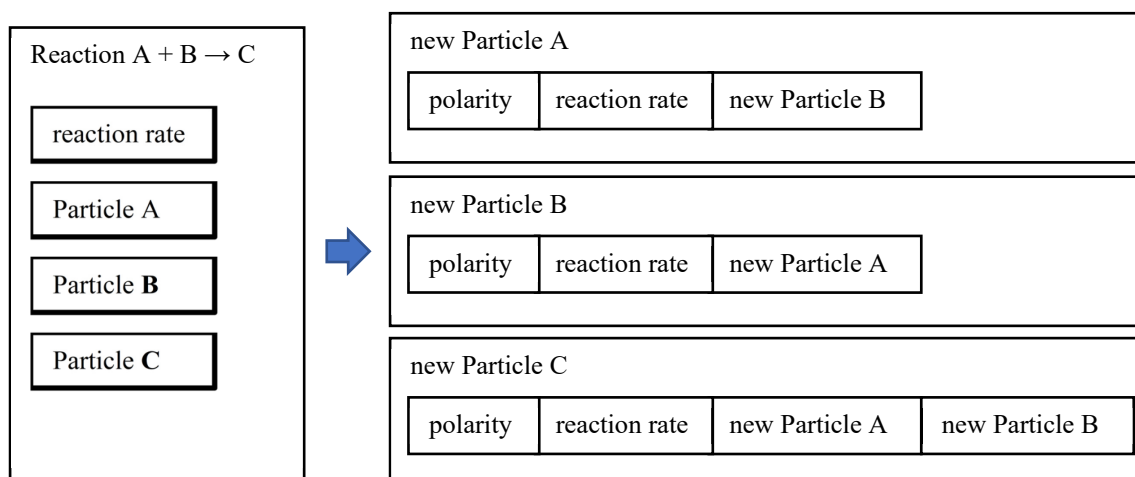 Reaction A + B → C
reaction rate
Particle A
Particle B
Particle C
new Particle A
polarity reaction rate new Particle B
new Particle B
polarity reaction rate new Particle A
new Particle C
polarity reaction rate new Particle A new Particle B